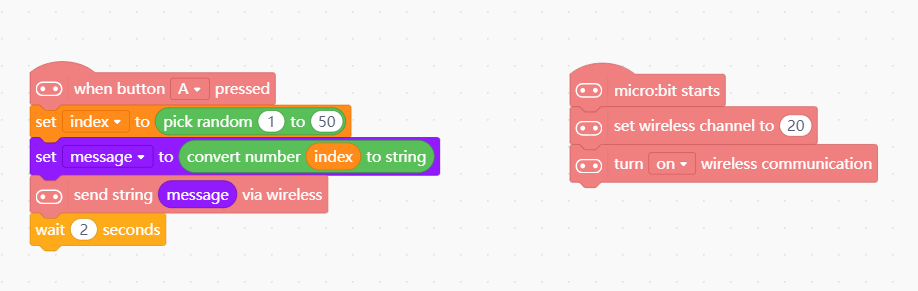 when button A pressed
set index to pick random 1 to 50
set message to convert number index to string
send string message via wireless
wait 2 seconds
micro:bit starts
set wireless channel to 20
turn on wireless communication